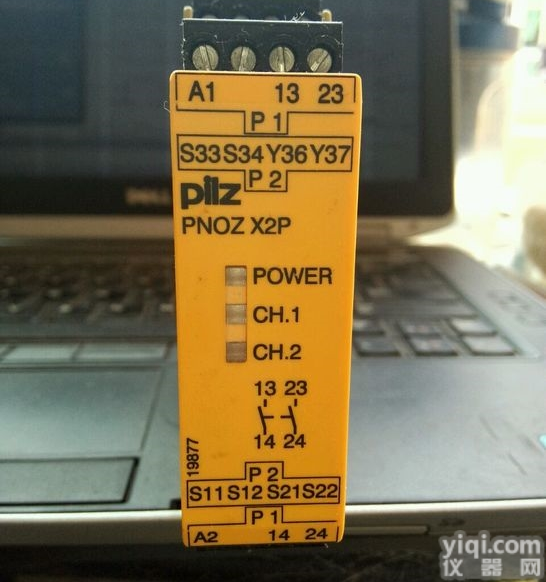 A1 13 23
P 1
S33 S34 Y36 Y37
P 2
pilz
PNOZ X2P
POWER
CH.1
CH.2
13 23
14 24
19877
P 2
S11 S12 S21 S22
P 1
A2 14 24
DELL
yiqi.com
仪器网